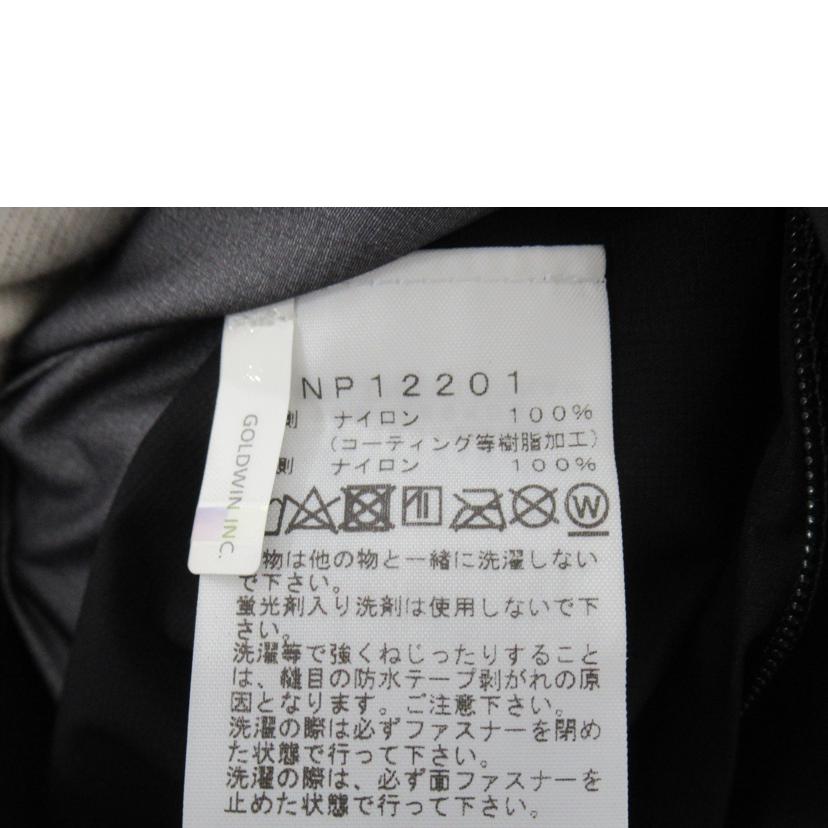 NP12201
側 ナイロン 100%
(コーティング等樹脂加工)
側 ナイロン 100%
W
物は他の物と一緒に洗濯しない
で下さい。
蛍光剤入り洗剤は使用しないで下
さい。
洗濯等で強くねじったりすること
は、縫目の防水テープ剥がれの原
因となります。ご注意下さい。
洗濯の際は必ずファスナーを閉め
た状態で行って下さい。
洗濯の際は、必ず面ファスナーを
止めた状態で行って下さい。
GOLDWIN INC.